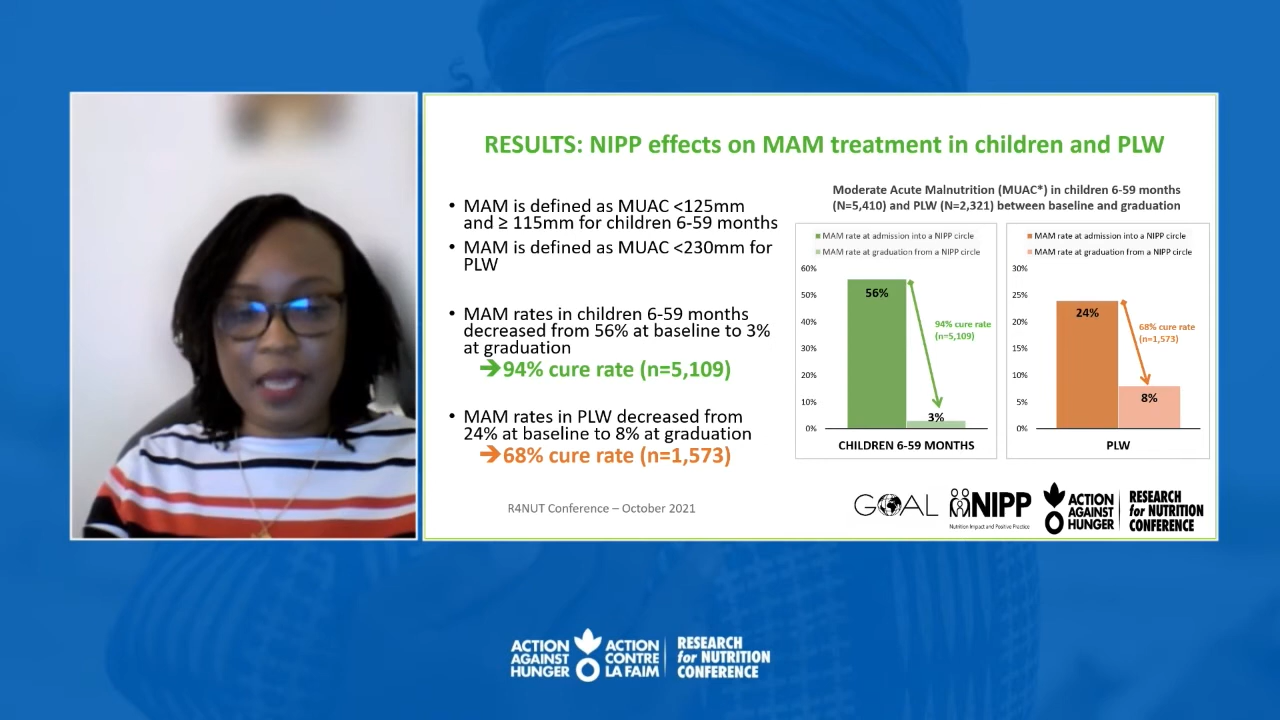 RESULTS: NIPP effects on MAM treatment in children and PLW
• MAM is defined as MUAC <125mm
and ≥ 115mm for children 6-59 months
• MAM is defined as MUAC <230mm for
PLW
• MAM rates in children 6-59 months
decreased from 56% at baseline to 3%
at graduation
➔94% cure rate (n=5,109)
• MAM rates in PLW decreased from
24% at baseline to 8% at graduation
➔68% cure rate (n=1,573)
Moderate Acute Malnutrition (MUAC*) in children 6-59 months
(N=5,410) and PLW (N=2,321) between baseline and graduation
MAM rate at admission into a NIPP circle
MAM rate at graduation from a NIPP circle
60%
50%
40%
30%
20%
10%
0%
56%
94% cure rate
(n=5,109)
3%
CHILDREN 6-59 MONTHS
MAM rate at admission into a NIPP circle
MAM rate at graduation from a NIPP circle
30%
25%
20%
15%
10%
5%
0%
24%
68% cure rate
(n=1,573)
8%
PLW
R4NUT Conference – October 2021
GOAL
NIPP
Nutrition Impact and Positive Practice
ACTION
AGAINST
HUNGER
RESEARCH
for NUTRITION
CONFERENCE
ACTION
AGAINST
HUNGER
ACTION
CONTRE
LA FAIM
RESEARCH
for NUTRITION
CONFERENCE